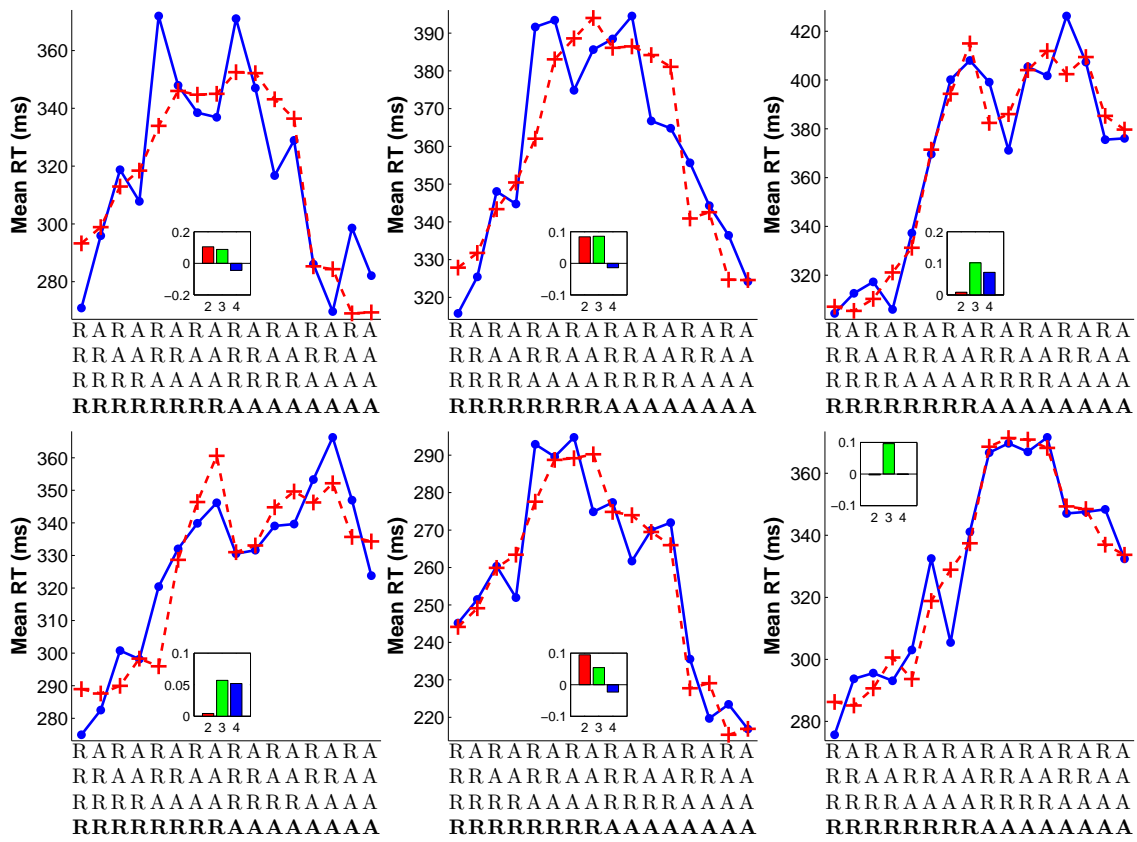 Mean RT (ms)
360
340
320
300
280
0.2
0
−0.2
2 3 4
R A R A R A R A R A R A R A R A
R R A A R R A A R R A A R R A A
R R R R A A A A R R R R A A A A
R R R R R R R R A A A A A A A A
Mean RT (ms)
390
380
370
360
350
340
330
320
0.1
0
−0.1
2 3 4
R A R A R A R A R A R A R A R A
R R A A R R A A R R A A R R A A
R R R R A A A A R R R R A A A A
R R R R R R R R A A A A A A A A
Mean RT (ms)
420
400
380
360
340
320
0.2
0.1
0
2 3 4
R A R A R A R A R A R A R A R A
R R A A R R A A R R A A R R A A
R R R R A A A A R R R R A A A A
R R R R R R R R A A A A A A A A
Mean RT (ms)
360
350
340
330
320
310
300
290
280
0.1
0.05
0
2 3 4
R A R A R A R A R A R A R A R A
R R A A R R A A R R A A R R A A
R R R R A A A A R R R R A A A A
R R R R R R R R A A A A A A A A
Mean RT (ms)
290
280
270
260
250
240
230
220
0.1
0
−0.1
2 3 4
R A R A R A R A R A R A R A R A
R R A A R R A A R R A A R R A A
R R R R A A A A R R R R A A A A
R R R R R R R R A A A A A A A A
Mean RT (ms)
360
340
320
300
280
0.1
0
−0.1
2 3 4
R A R A R A R A R A R A R A R A
R R A A R R A A R R A A R R A A
R R R R A A A A R R R R A A A A
R R R R R R R R A A A A A A A A